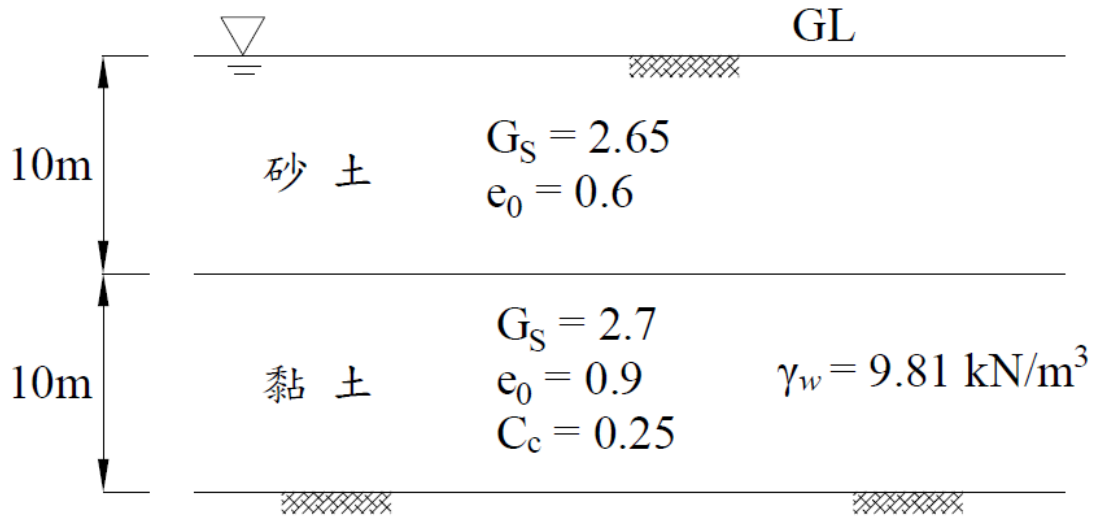 GL
10m
砂 土
G_S = 2.65
e_0 = 0.6
10m
黏 土
G_S = 2.7
e_0 = 0.9
C_c = 0.25
γ_w = 9.81 kN/m³